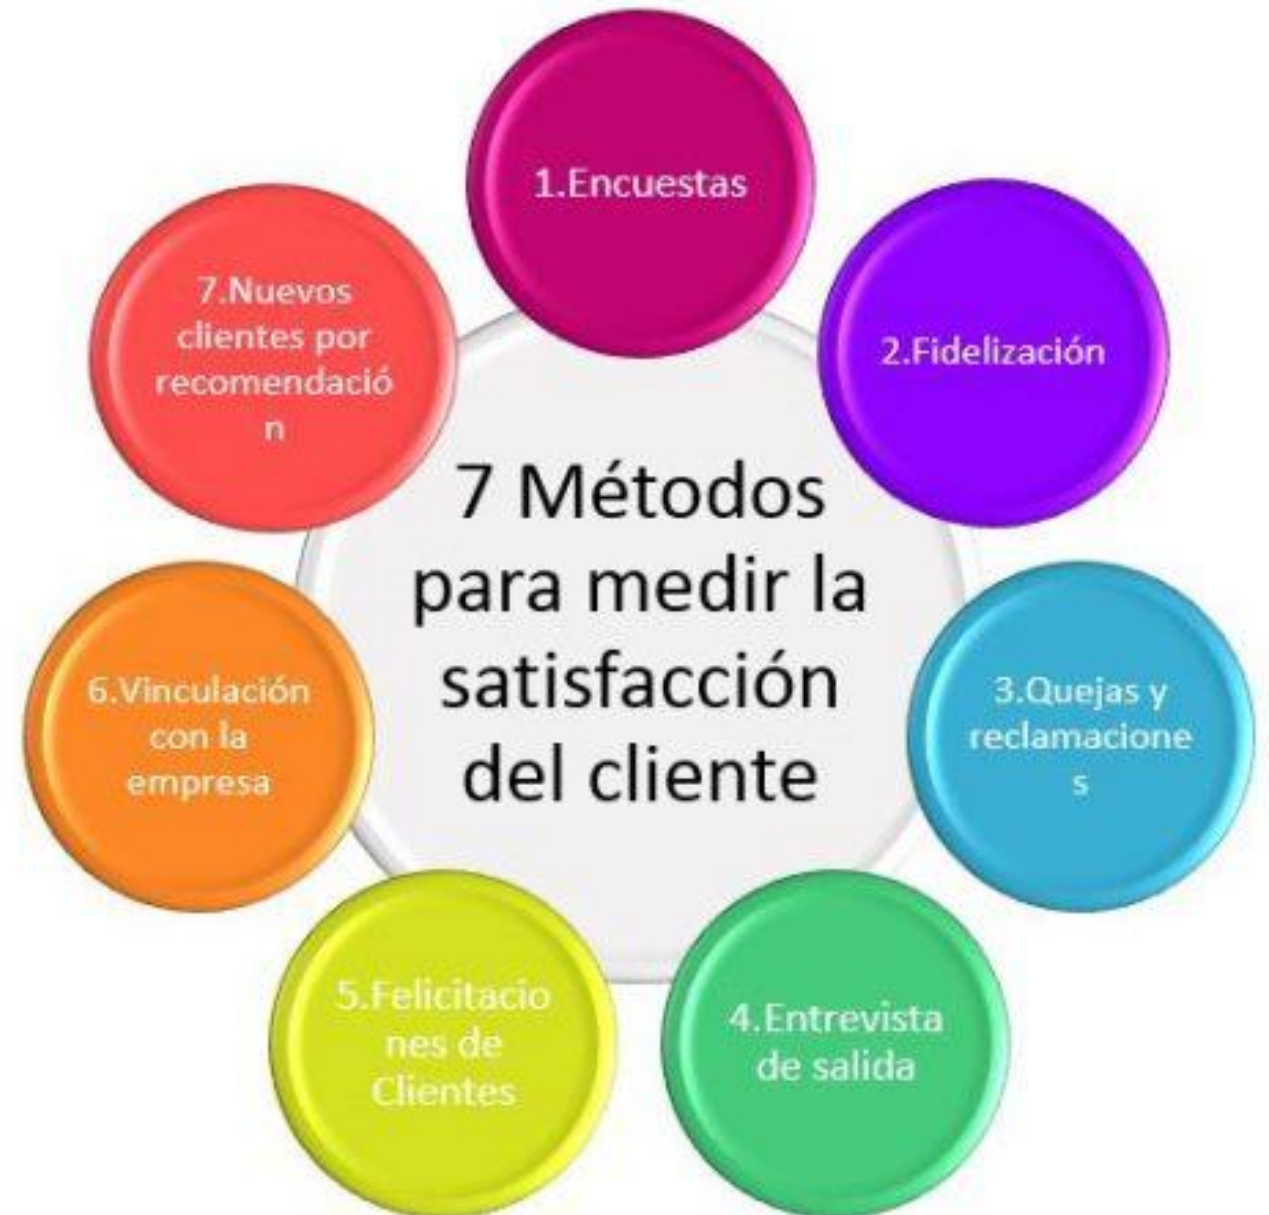 1.Encuestas
2.Fidelización
3.Quejas y
reclamacione
s
4.Entrevista
de salida
5.Felicitacio
nes de
Clientes
6.Vinculación
con la
empresa
7.Nuevos
clientes por
recomendació
n
7 Métodos
para medir la
satisfacción
del cliente